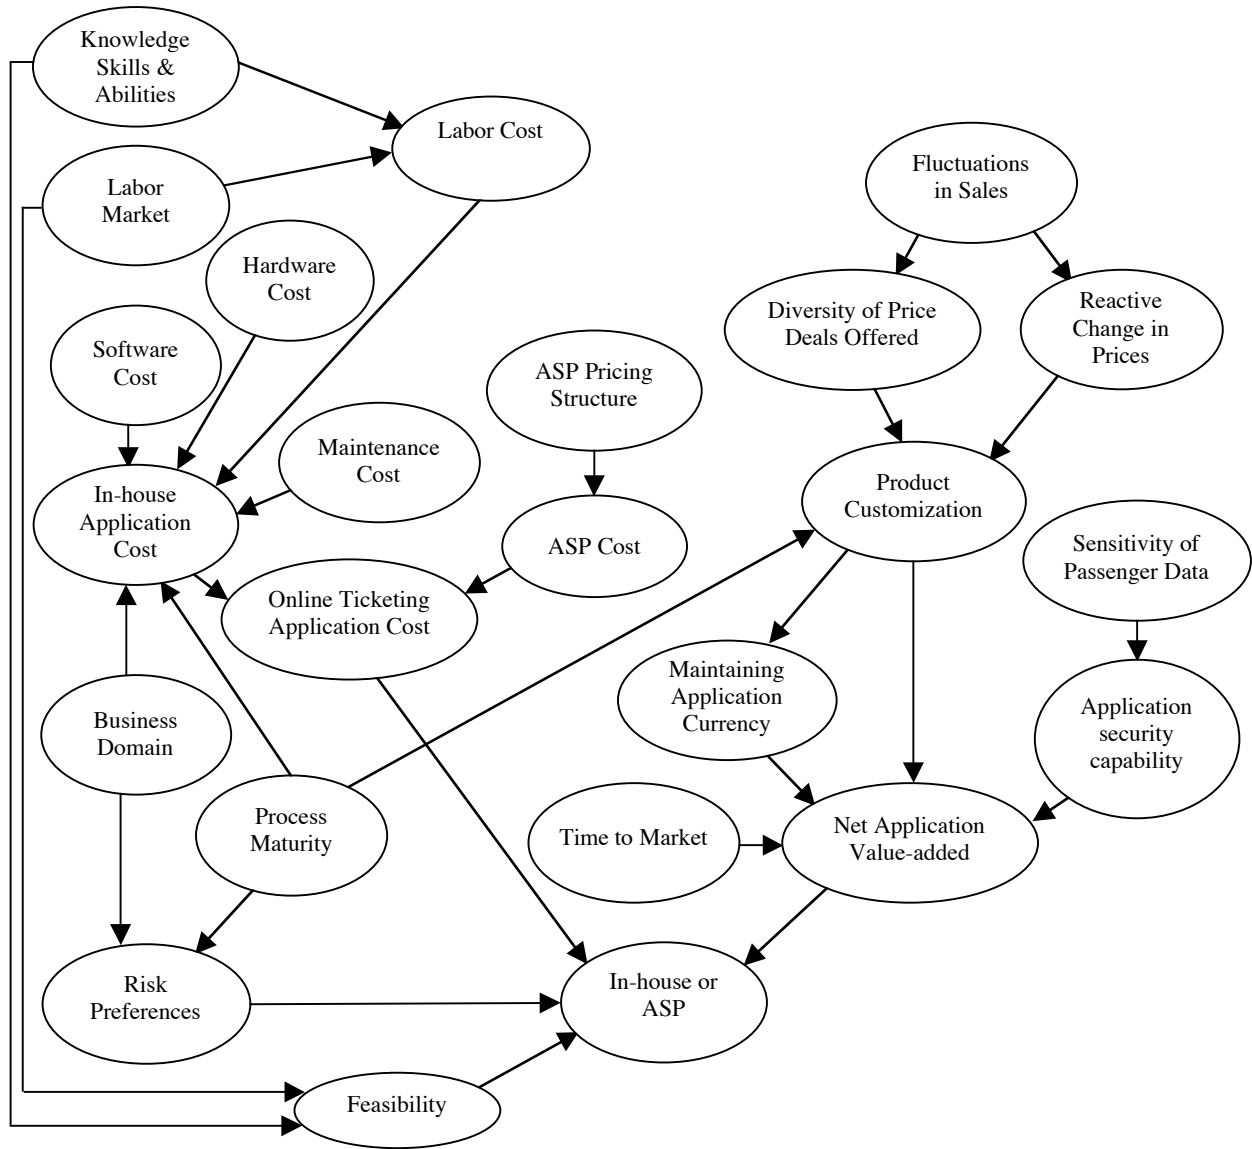 Knowledge
Skills &
Abilities
Labor Cost
Fluctuations
in Sales
Labor
Market
Hardware
Cost
Diversity of Price
Deals Offered
Reactive
Change in
Prices
Software
Cost
ASP Pricing
Structure
Maintenance
Cost
In-house
Application
Cost
Product
Customization
ASP Cost
Sensitivity of
Passenger Data
Online Ticketing
Application Cost
Maintaining
Application
Currency
Business
Domain
Application
security
capability
Process
Maturity
Time to Market
Net Application
Value-added
Risk
Preferences
In-house or
ASP
Feasibility